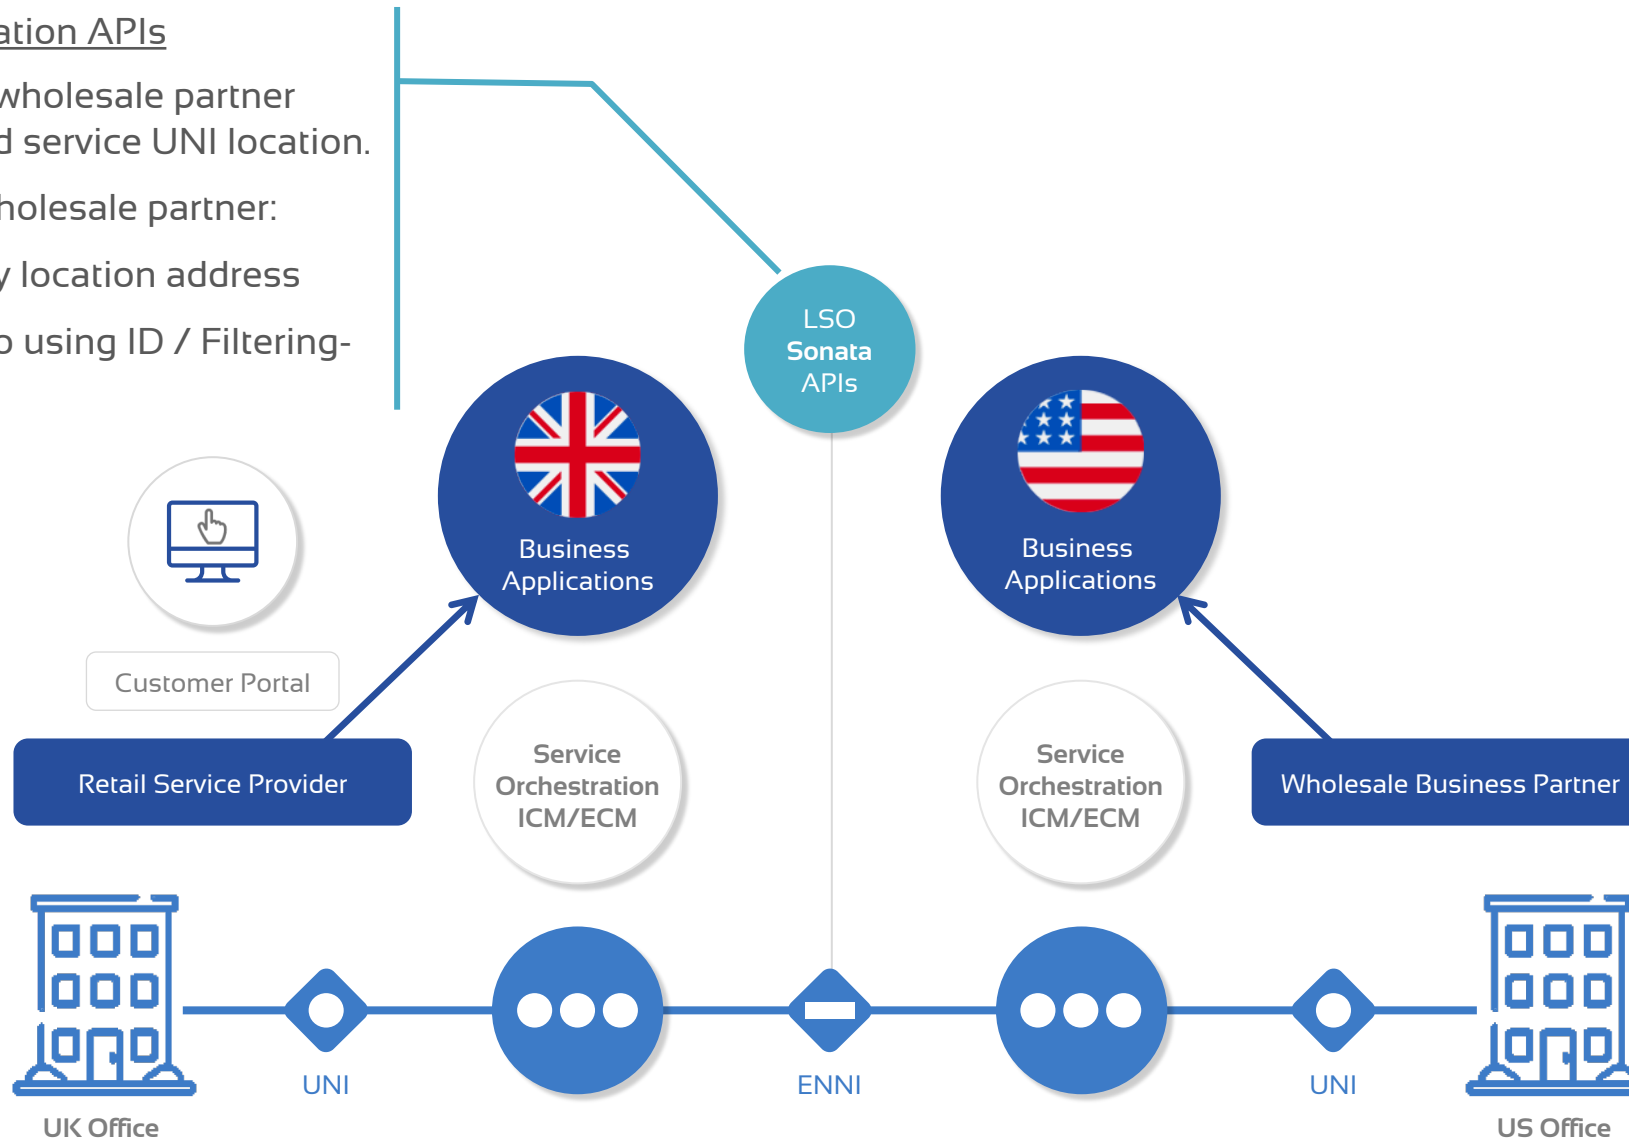 ation APIs
wholesale partner
d service UNI location.
holesale partner:
y location address
o using ID / Filtering-
LSO
Sonata
APIs
Business
Applications
Business
Applications
Customer Portal
Retail Service Provider
Service
Orchestration
ICM/ECM
Service
Orchestration
ICM/ECM
Wholesale Business Partner
UNI
ENNI
UNI
UK Office
US Office